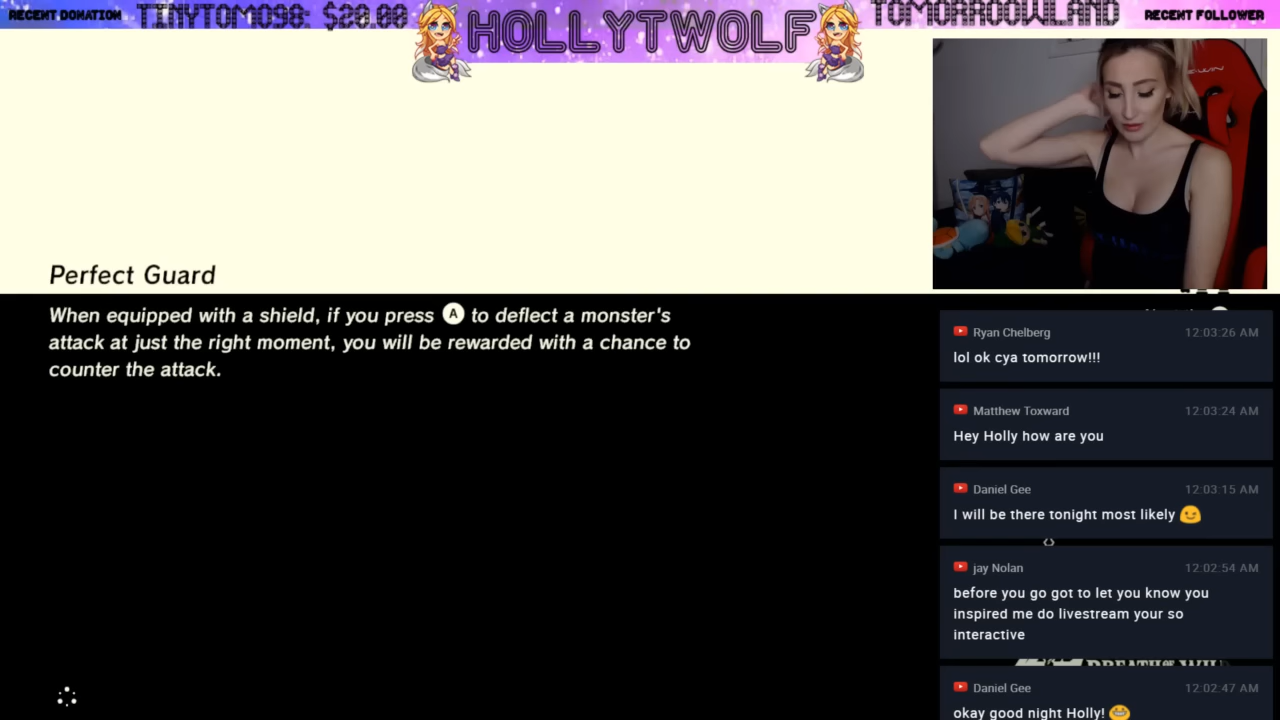 RECENT DONATION
TINYTOMO98: $20.00
HOLLYTWOLF
TOMORROOWLAND
RECENT FOLLOWER
Perfect Guard
When equipped with a shield, if you press A to deflect a monster's
attack at just the right moment, you will be rewarded with a chance to
counter the attack.
Ryan Chelberg 12:03:26 AM
lol ok cya tomorrow!!!
Matthew Toxward 12:03:24 AM
Hey Holly how are you
Daniel Gee 12:03:15 AM
I will be there tonight most likely 😉
jay Nolan 12:02:54 AM
before you go got to let you know you
inspired me do livestream your so
interactive
BREATH OF WILD
Daniel Gee 12:02:47 AM
okay good night Holly! 😁